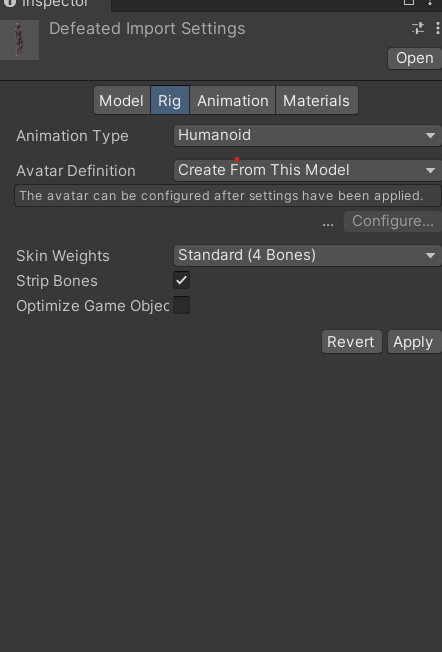 Inspector
Defeated Import Settings
Open
Model Rig Animation Materials
Animation Type Humanoid
Avatar Definition Create From This Model
The avatar can be configured after settings have been applied.
... Configure...
Skin Weights Standard (4 Bones)
Strip Bones
Optimize Game Objec
Revert Apply